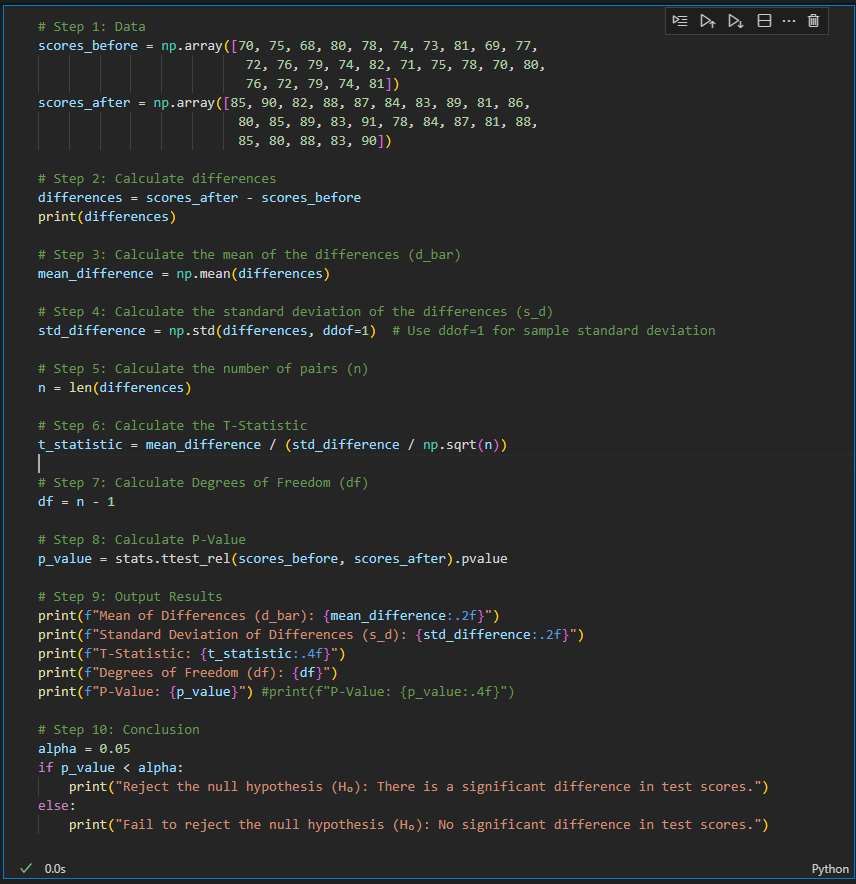 # Step 1: Data
scores_before = np.array([70, 75, 68, 80, 78, 74, 73, 81, 69, 77,
                           72, 76, 79, 74, 82, 71, 75, 78, 70, 80,
                           76, 72, 79, 74, 81])
scores_after = np.array([85, 90, 82, 88, 87, 84, 83, 89, 81, 86,
                          80, 85, 89, 83, 91, 78, 84, 87, 81, 88,
                          85, 80, 88, 83, 90])

# Step 2: Calculate differences
differences = scores_after - scores_before
print(differences)

# Step 3: Calculate the mean of the differences (d_bar)
mean_difference = np.mean(differences)

# Step 4: Calculate the standard deviation of the differences (s_d)
std_difference = np.std(differences, ddof=1)  # Use ddof=1 for sample standard deviation

# Step 5: Calculate the number of pairs (n)
n = len(differences)

# Step 6: Calculate the T-Statistic
t_statistic = mean_difference / (std_difference / np.sqrt(n))

# Step 7: Calculate Degrees of Freedom (df)
df = n - 1

# Step 8: Calculate P-Value
p_value = stats.ttest_rel(scores_before, scores_after).pvalue

# Step 9: Output Results
print(f"Mean of Differences (d_bar): {mean_difference:.2f}")
print(f"Standard Deviation of Differences (s_d): {std_difference:.2f}")
print(f"T-Statistic: {t_statistic:.4f}")
print(f"Degrees of Freedom (df): {df}")
print(f"P-Value: {p_value}") #print(f"P-Value: {p_value:.4f}")

# Step 10: Conclusion
alpha = 0.05
if p_value < alpha:
    print("Reject the null hypothesis (H₀): There is a significant difference in test scores.")
else:
    print("Fail to reject the null hypothesis (H₀): No significant difference in test scores.")
0.0s
Python